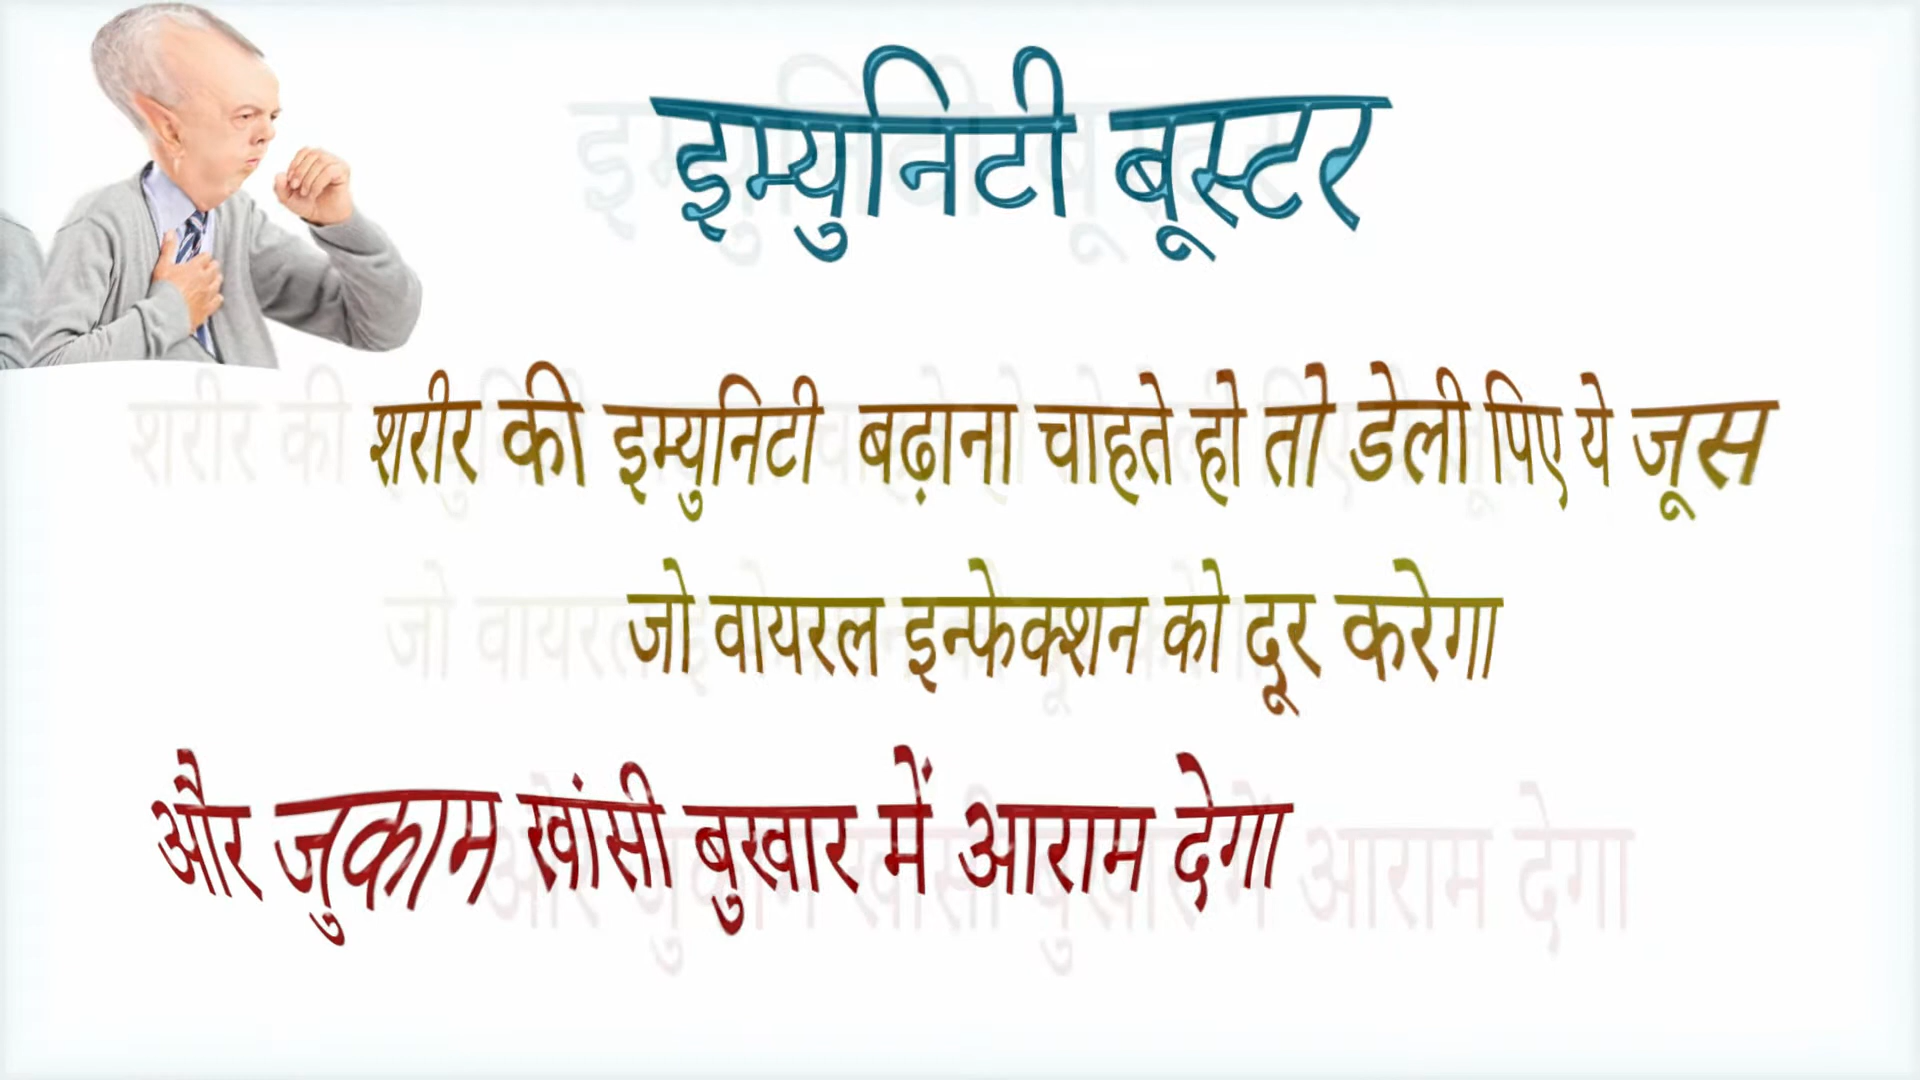 इम्युनिटी बूस्टर
शरीर की इम्युनिटी बढ़ाना चाहते हो तो डेली पिए ये जूस
जो वायरल इन्फेक्शन को दूर करेगा
और जुकाम खांसी बुखार में आराम देगा